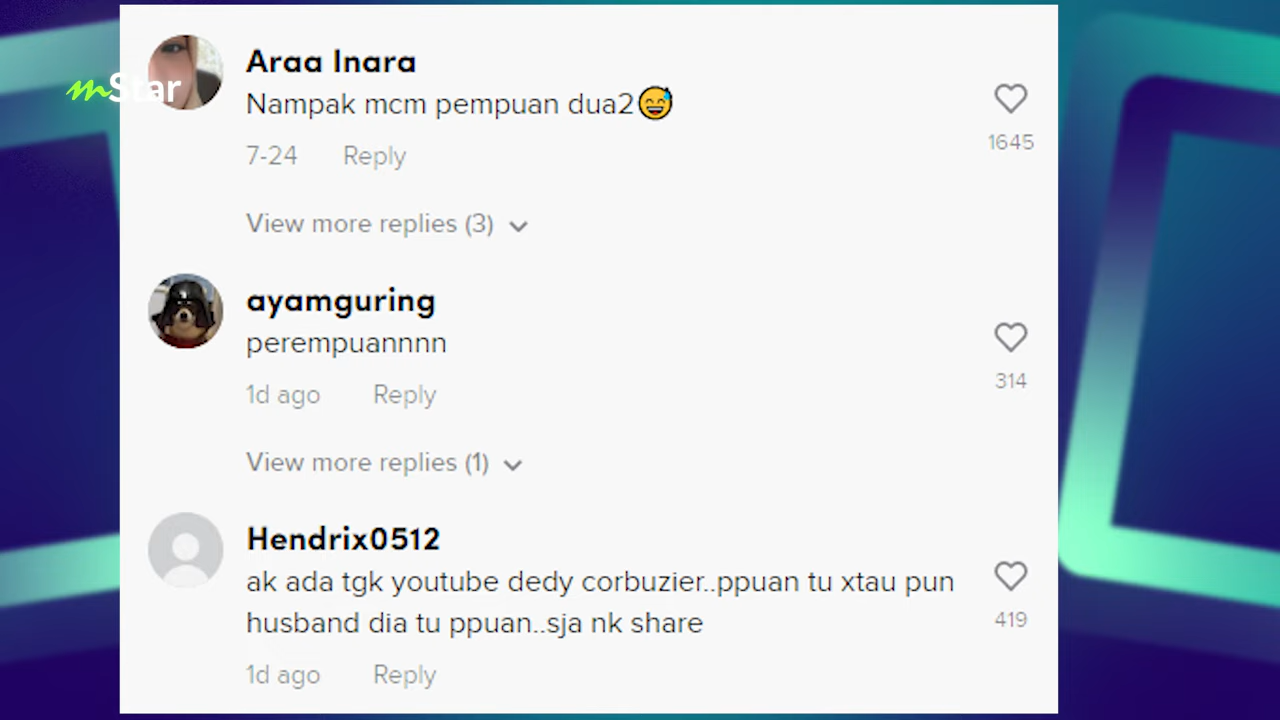 mStar
Araa Inara
Nampak mcm pempuan dua2😅
1645
7-24 Reply
View more replies (3)
ayamguring
perempuannnn
314
1d ago Reply
View more replies (1)
Hendrix0512
ak ada tgk youtube dedy corbuzier..ppuan tu xtau pun
husband dia tu ppuan..sja nk share
419
1d ago Reply